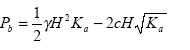 P_b = \frac{1}{2} \gamma H^2 K_a - 2cH\sqrt{K_a}